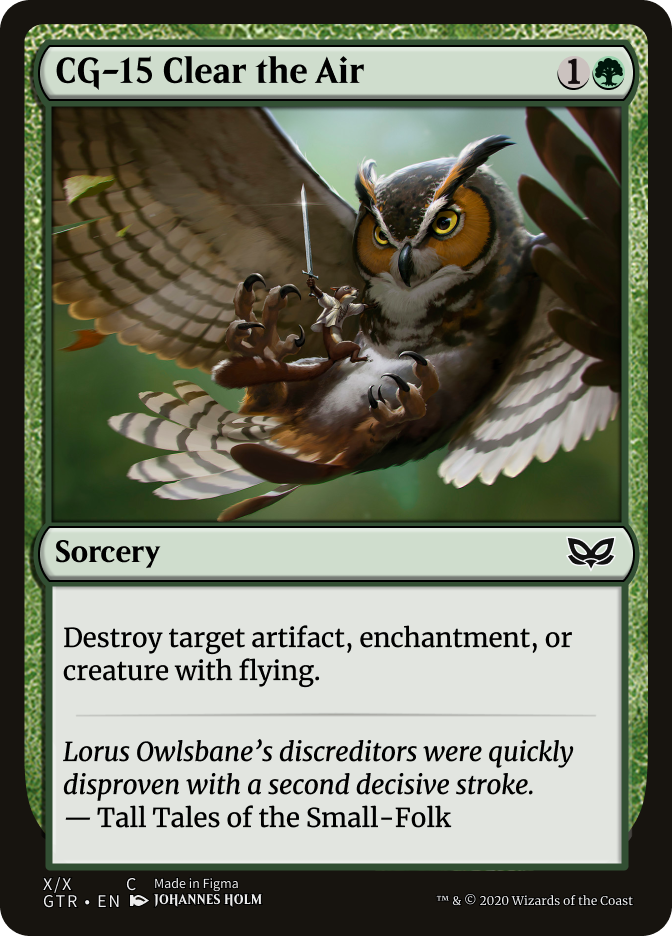 CG-15 Clear the Air 1
Sorcery
Destroy target artifact, enchantment, or
creature with flying.
Lorus Owlsbane's discreditors were quickly
disproven with a second decisive stroke.
— Tall Tales of the Small-Folk
X/X C Made in Figma
GTR • EN JOHANNES HOLM ™ & © 2020 Wizards of the Coast